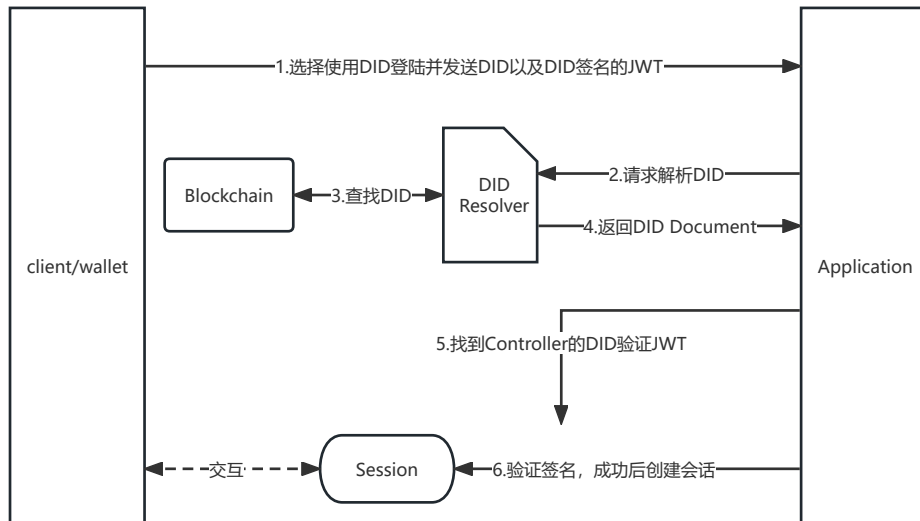 1.选择使用DID登陆并发送DID以及DID签名的JWT
Blockchain
3.查找DID
DID
Resolver
2.请求解析DID
4.返回DID Document
client/wallet
Application
5.找到Controller的DID验证JWT
交互
Session
6.验证签名，成功后创建会话